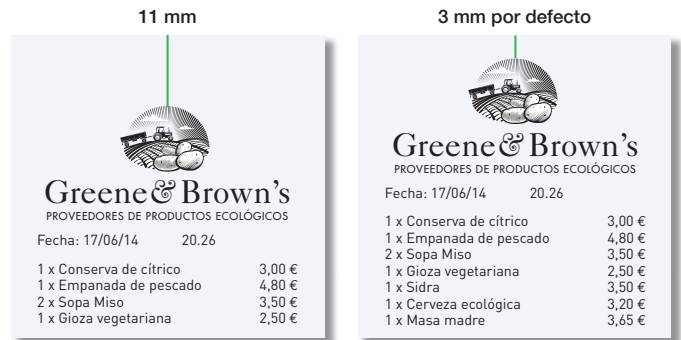 11 mm
Greene & Brown's
PROVEEDORES DE PRODUCTOS ECOLÓGICOS
Fecha: 17/06/14 20.26
1 x Conserva de cítrico 3,00 €
1 x Empanada de pescado 4,80 €
2 x Sopa Miso 3,50 €
1 x Gioza vegetariana 2,50 €
3 mm por defecto
Greene & Brown's
PROVEEDORES DE PRODUCTOS ECOLÓGICOS
Fecha: 17/06/14 20.26
1 x Conserva de cítrico 3,00 €
1 x Empanada de pescado 4,80 €
2 x Sopa Miso 3,50 €
1 x Gioza vegetariana 2,50 €
1 x Sidra 3,50 €
1 x Cerveza ecológica 3,20 €
1 x Masa madre 3,65 €